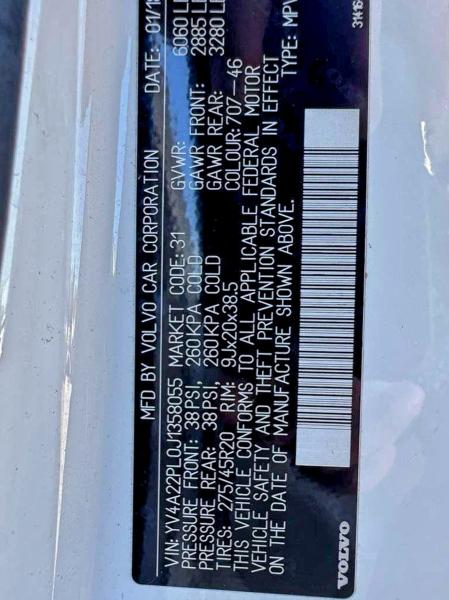 MFD BY VOLVO CAR CORPORATION DATE: 01/1
VIN: YV4A22PL0J1358055 GVWR: 6060 L
PRESSURE FRONT: 38PSI, 260KPA COLD GAWR FRONT: 2885 L
PRESSURE REAR: 38PSI, 260KPA COLD GAWR REAR: 3280 L
MARKET CODE: 31
TIRES: 275/45R20 RIM: 9Jx20x38.5 COLOUR: 707-46
THIS VEHICLE CONFORMS TO ALL APPLICABLE FEDERAL MOTOR
VEHICLE SAFETY AND THEFT PREVENTION STANDARDS IN EFFECT
ON THE DATE OF MANUFACTURE SHOWN ABOVE. TYPE: MPV
VOLVO
31416